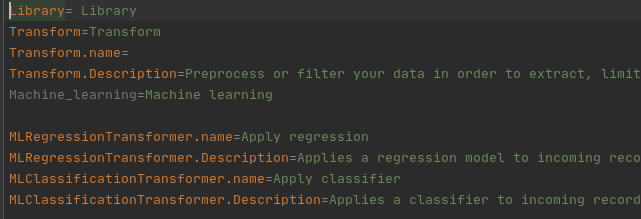 Library= Library
Transform=Transform
Transform.name=
Transform.Description=Preprocess or filter your data in order to extract, limit
Machine_learning=Machine learning
MLRegressionTransformer.name=Apply regression
MLRegressionTransformer.Description=Applies a regression model to incoming reco
MLClassificationTransformer.name=Apply classifier
MLClassificationTransformer.Description=Applies a classifier to incoming record